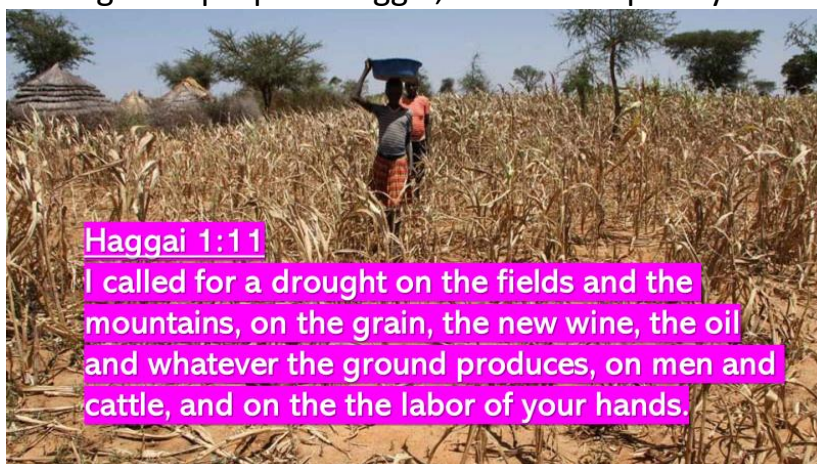 Haggai 1:11
I called for a drought on the fields and the
mountains, on the grain, the new wine, the oil
and whatever the ground produces, on men and
cattle, and on the the labor of your hands.